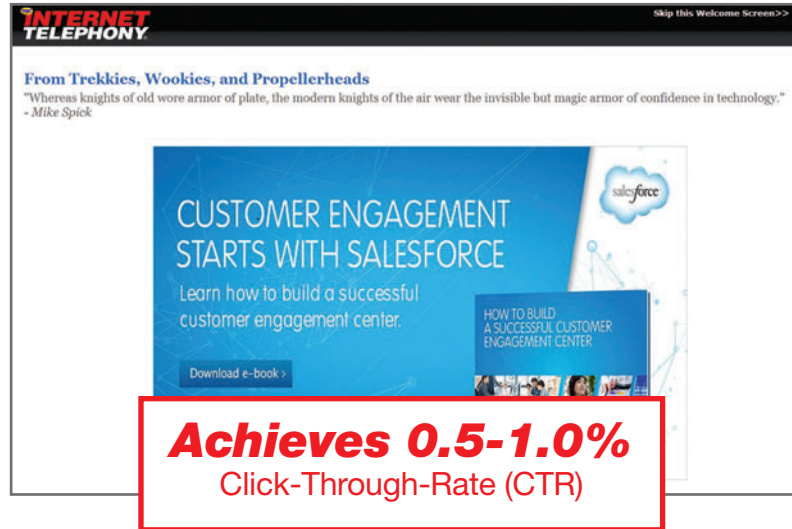 INTERNET
TELEPHONY
Skip this Welcome Screen>>
From Trekkies, Wookies, and Propellerheads
"Whereas knights of old wore armor of plate, the modern knights of the air wear the invisible but magic armor of confidence in technology."
- Mike Spick
salesforce
CUSTOMER ENGAGEMENT
STARTS WITH SALESFORCE
Learn how to build a successful
customer engagement center.
HOW TO BUILD
A SUCCESSFUL CUSTOMER
ENGAGEMENT CENTER
Download e-book >
Achieves 0.5-1.0%
Click-Through-Rate (CTR)